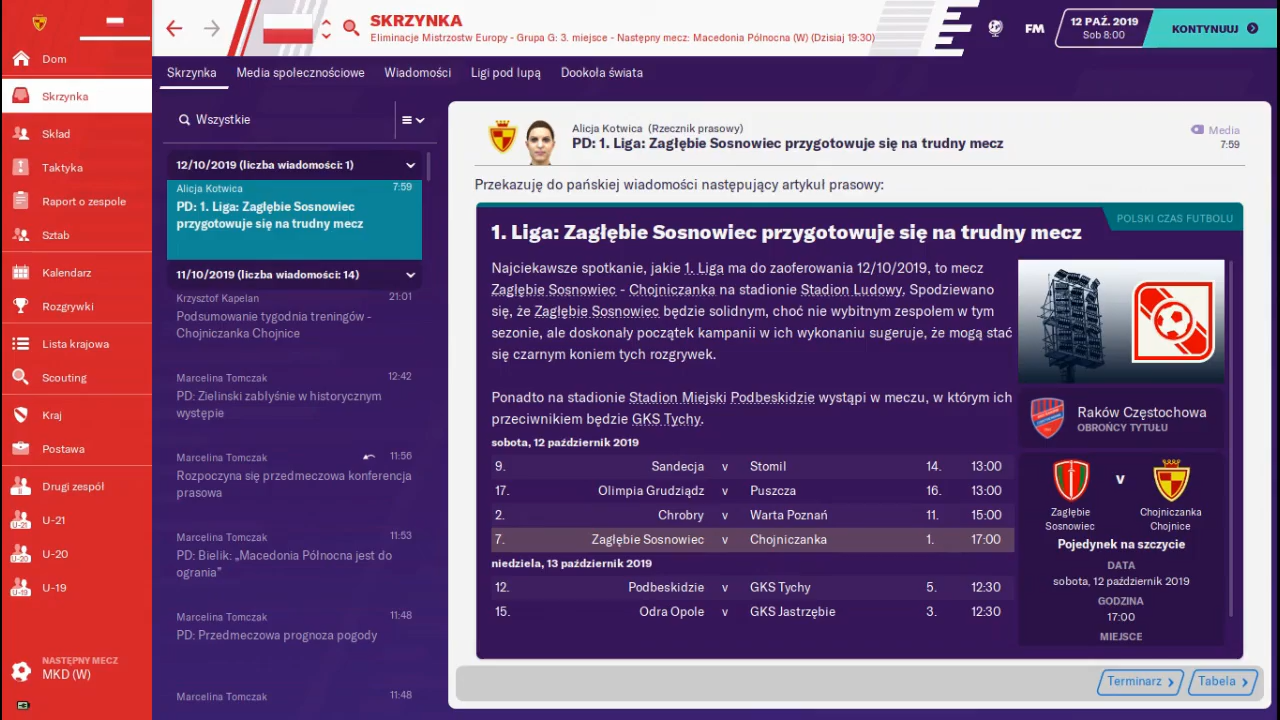 SKRZYNKA
Eliminacje Mistrzostw Europy - Grupa G: 3. miejsce - Następny mecz: Macedonia Północna (W) (Dzisiaj 19:30)
FM
12 PAŹ. 2019
Sob 8:00
KONTYNUUJ
Dom
Skrzynka
Skład
Taktyka
Raport o zespole
Sztab
Kalendarz
Rozgrywki
Lista krajowa
Scouting
Kraj
Postawa
Drugi zespół
U-21
U-21
U-20
U-20
U-19
U-19
NASTĘPNY MECZ
MKD (W)
Skrzynka Media społecznościowe Wiadomości Ligi pod lupą Dookoła świata
Wszystkie
12/10/2019 (liczba wiadomości: 1)
Alicja Kotwica 7:59
PD: 1. Liga: Zagłębie Sosnowiec
przygotowuje się na trudny mecz
11/10/2019 (liczba wiadomości: 14)
Krzysztof Kapelan 21:01
Podsumowanie tygodnia treningów -
Chojniczanka Chojnice
Marcelina Tomczak 12:42
PD: Zielinski zabłyśnie w historycznym
występie
Marcelina Tomczak 11:56
Rozpoczyna się przedmeczowa konferencja
prasowa
Marcelina Tomczak 11:53
PD: Bielik: „Macedonia Północna jest do
ogrania”
Marcelina Tomczak 11:48
PD: Przedmeczowa prognoza pogody
Marcelina Tomczak 11:48
Alicja Kotwica (Rzecznik prasowy)
PD: 1. Liga: Zagłębie Sosnowiec przygotowuje się na trudny mecz
Media
7:59
Przekazuję do pańskiej wiadomości następujący artykuł prasowy:
POLSKI CZAS FUTBOLU
1. Liga: Zagłębie Sosnowiec przygotowuje się na trudny mecz
Najciekawsze spotkanie, jakie 1. Liga ma do zaoferowania 12/10/2019, to mecz
Zagłębie Sosnowiec - Chojniczanka na stadionie Stadion Ludowy. Spodziewano
się, że Zagłębie Sosnowiec będzie solidnym, choć nie wybitnym zespołem w tym
sezonie, ale doskonały początek kampanii w ich wykonaniu sugeruje, że mogą stać
się czarnym koniem tych rozgrywek.
Ponadto na stadionie Stadion Miejski Podbeskidzie wystąpi w meczu, w którym ich
przeciwnikiem będzie GKS Tychy.
sobota, 12 październik 2019
9. Sandecja v Stomil 14. 13:00
17. Olimpia Grudziądz v Puszcza 16. 13:00
2. Chrobry v Warta Poznań 11. 15:00
7. Zagłębie Sosnowiec v Chojniczanka 1. 17:00
niedziela, 13 październik 2019
12. Podbeskidzie v GKS Tychy 5. 12:30
15. Odra Opole v GKS Jastrzębie 3. 12:30
Raków Częstochowa
OBROŃCY TYTUŁU
v
Zagłębie
Sosnowiec
Chojniczanka
Chojnice
Pojedynek na szczycie
DATA
sobota, 12 październik 2019
GODZINA
17:00
MIEJSCE
Terminarz
Tabela